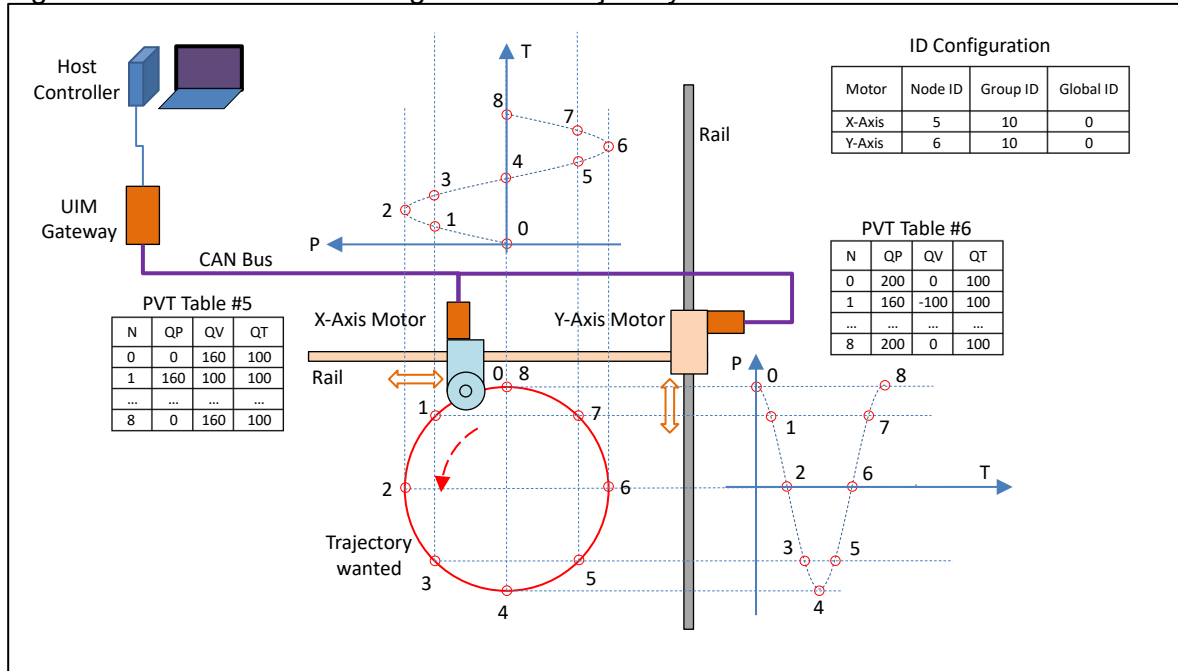 T
ID Configuration
Host
Controller
Motor Node ID Group ID Global ID
X-Axis 5 10 0
Y-Axis 6 10 0
8
7
6
5
4
3
2
1
0
P
Rail
UIM
Gateway
CAN Bus
PVT Table #6
N QP QV QT
0 200 0 100
1 160 -100 100
... ... ... ...
8 200 0 100
PVT Table #5
N QP QV QT
0 0 160 100
1 160 100 100
... ... ... ...
8 0 160 100
X-Axis Motor
Y-Axis Motor
Rail
0 8
1
7
2
6
Trajectory
wanted
3
5
4
P
0
8
1
7
2
6
T
3
5
4